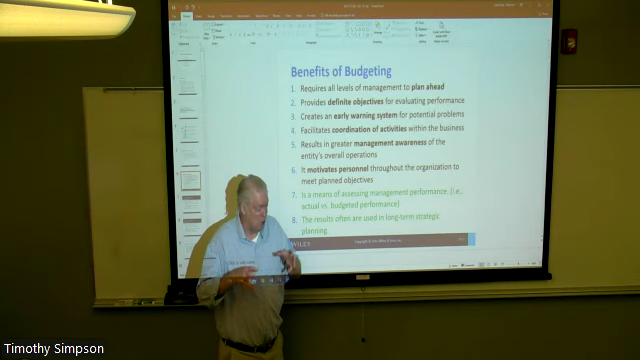 Benefits of Budgeting
1. Requires all levels of management to plan ahead
2. Provides definite objectives for evaluating performance
3. Creates an early warning system for potential problems
4. Facilitates coordination of activities within the business
5. Results in greater management awareness of the
entity's overall operations
6. It motivates personnel throughout the organization to
meet planned objectives
7. Is a means of assessing management performance. (i.e.,
actual vs. budgeted performance)
8. The results often are used in long-term strategic
planning.
WILEY
Timothy Simpson